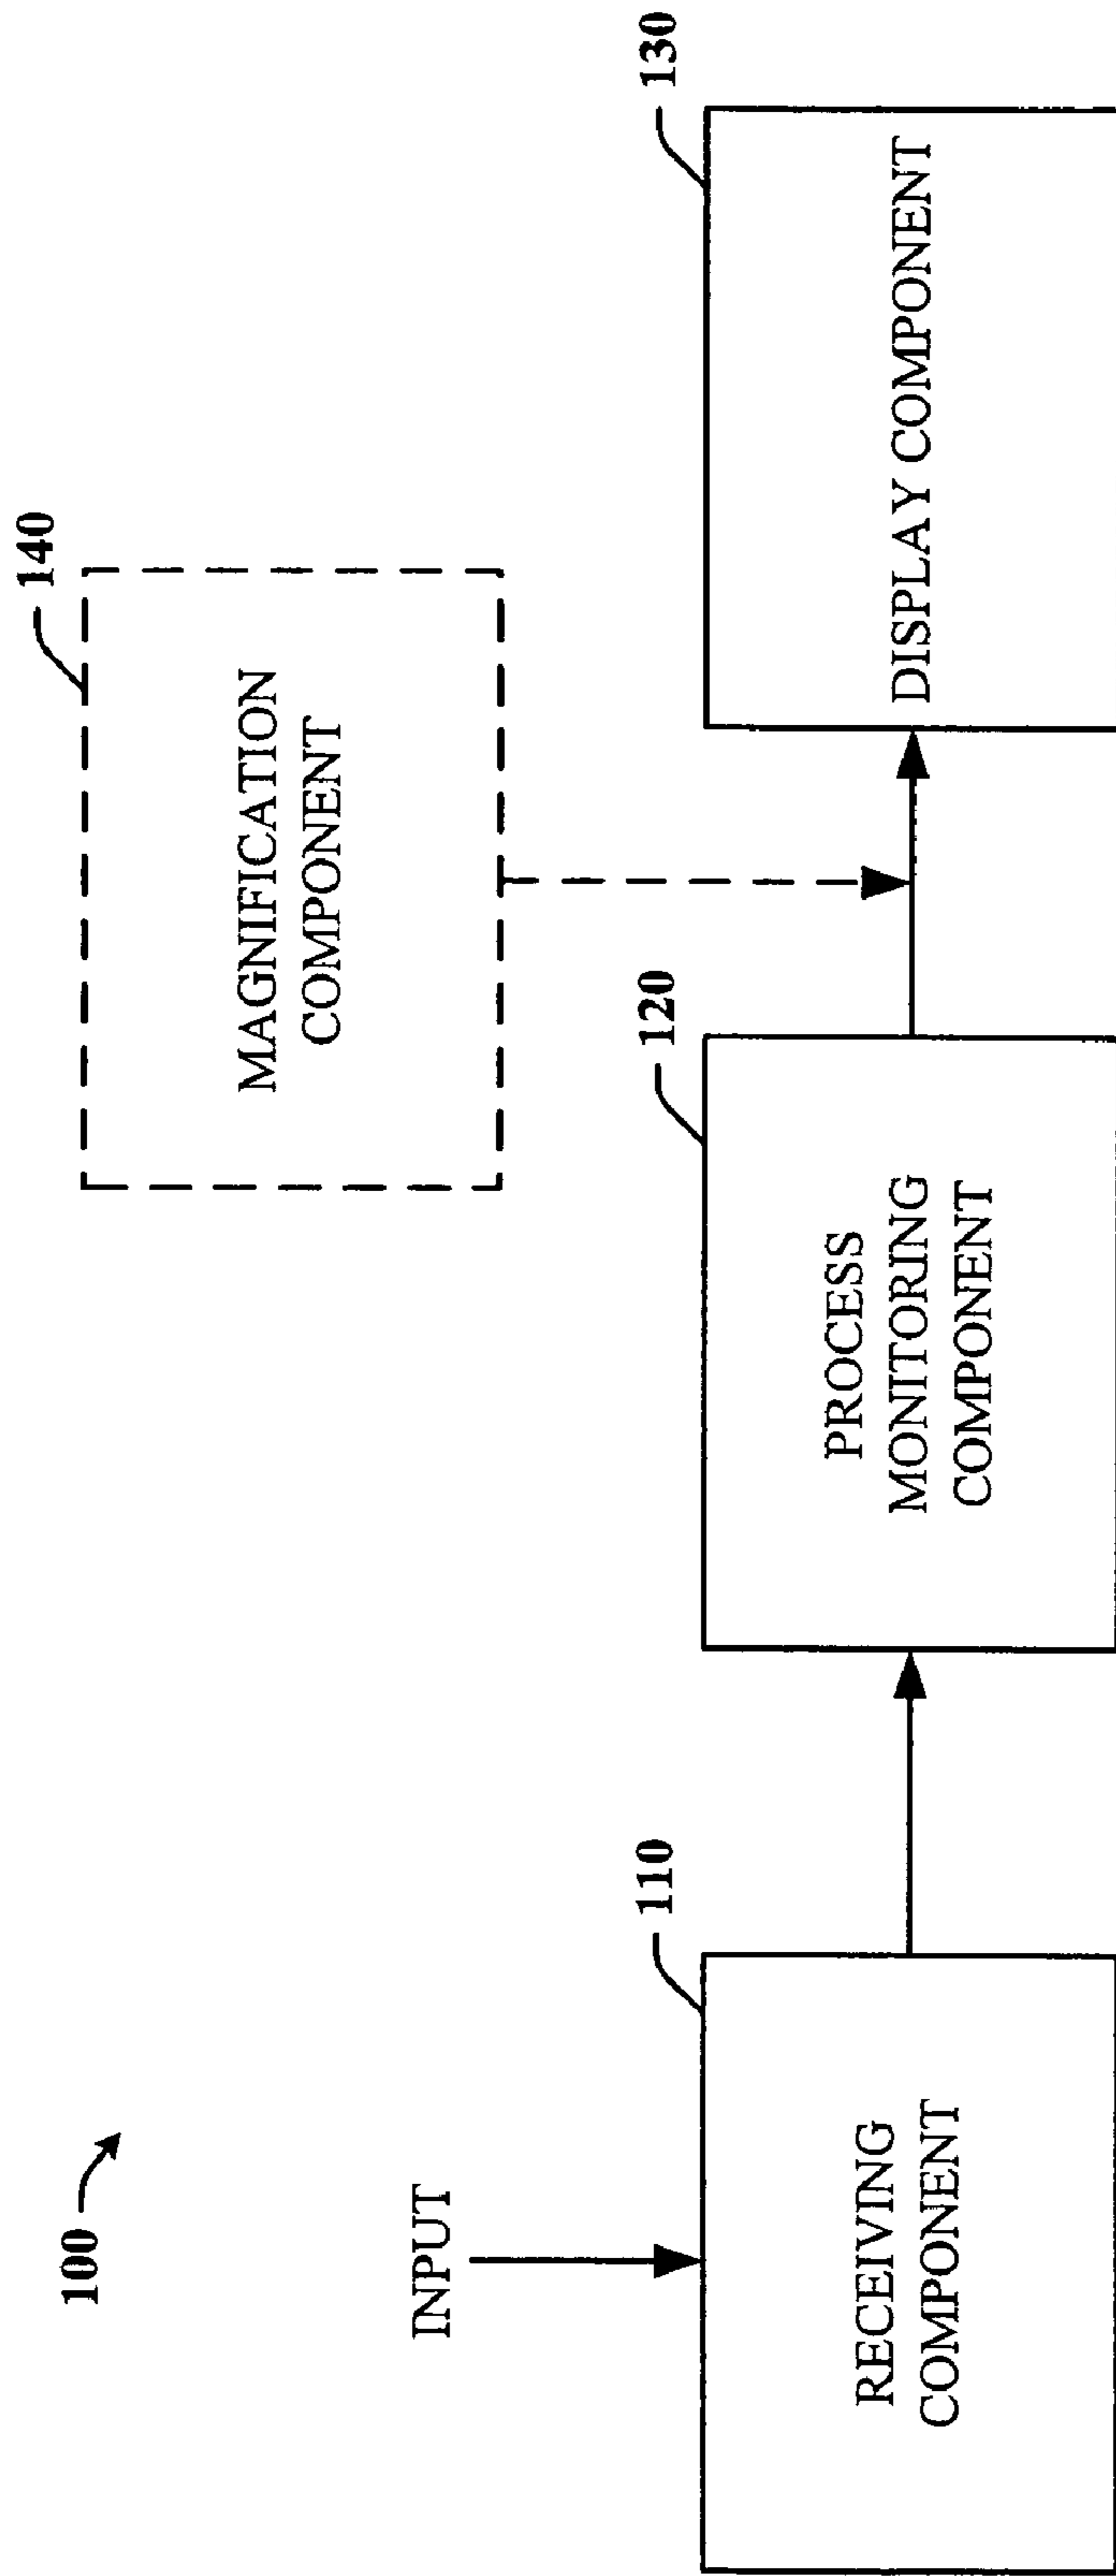 100
INPUT
140
MAGNIFICATION
COMPONENT
110
RECEIVING
COMPONENT
120
PROCESS
MONITORING
COMPONENT
130
DISPLAY COMPONENT